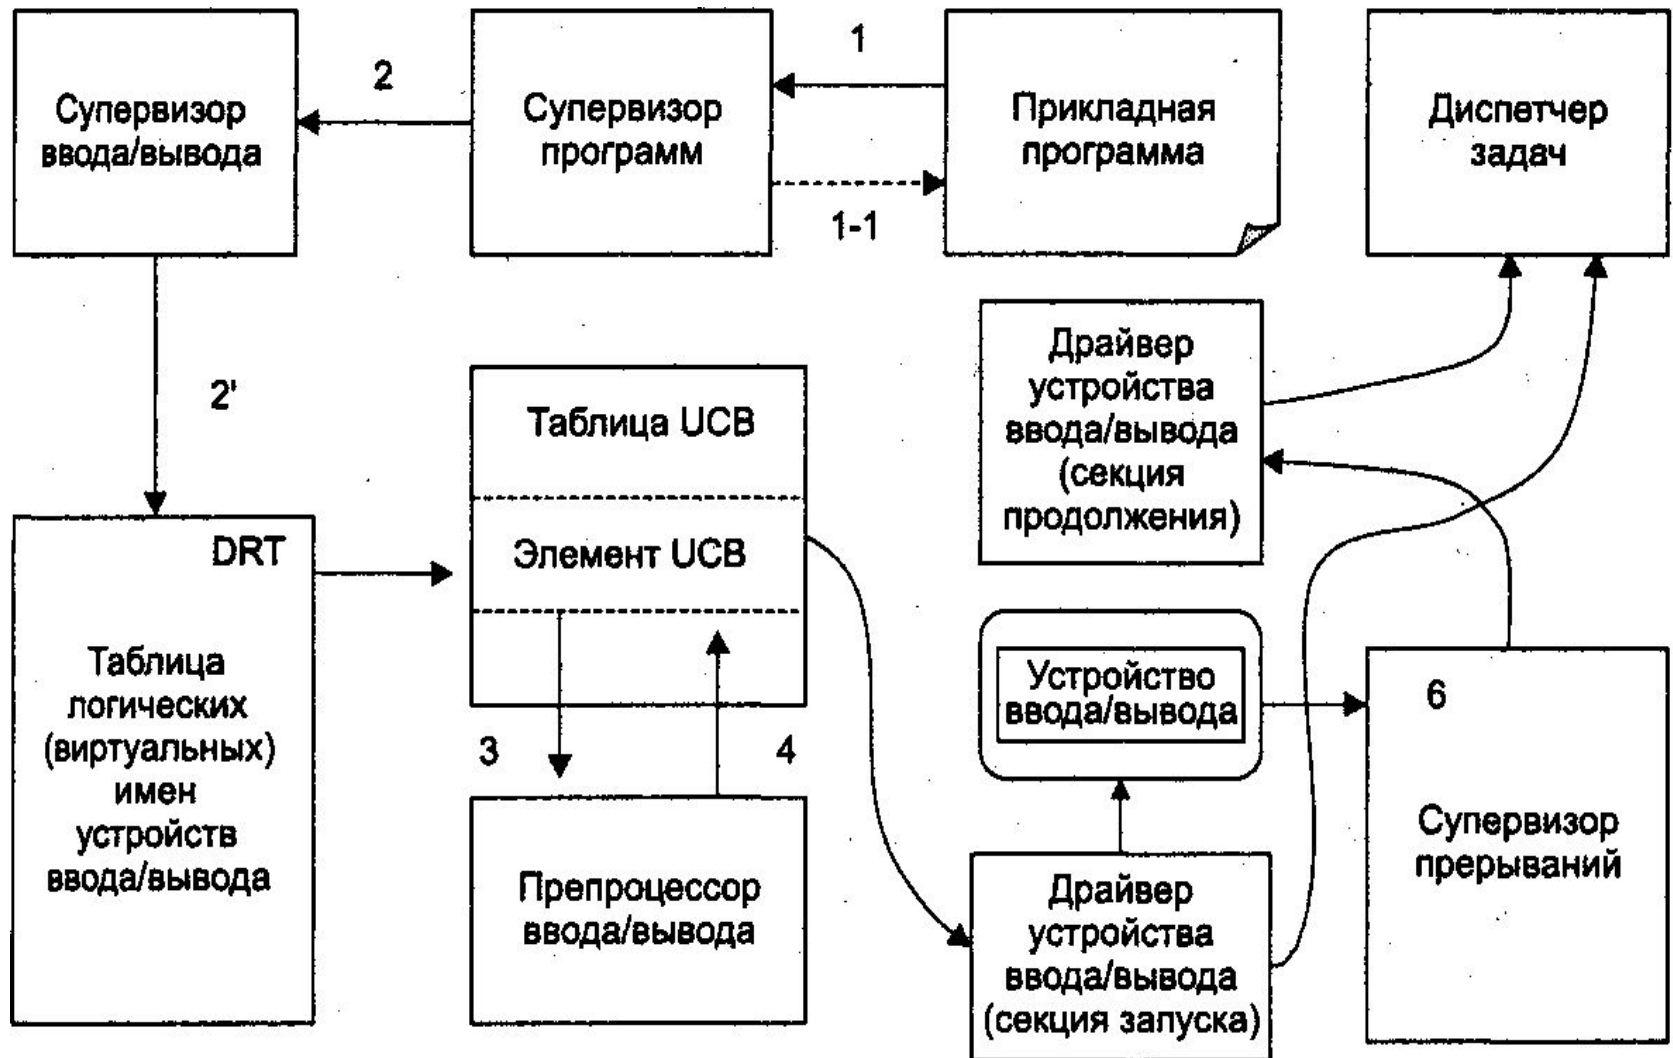 Супервизор
ввода/вывода
2
Супервизор
программ
1
1-1
Прикладная
программа
Диспетчер
задач
2'
DRT
Таблица
логических
(виртуальных)
имен
устройств
ввода/вывода
Таблица UCB
Элемент UCB
3
4
Препроцессор
ввода/вывода
Драйвер
устройства
ввода/вывода
(секция
продолжения)
Устройство
ввода/вывода
Драйвер
устройства
ввода/вывода
(секция запуска)
6
Супервизор
прерываний